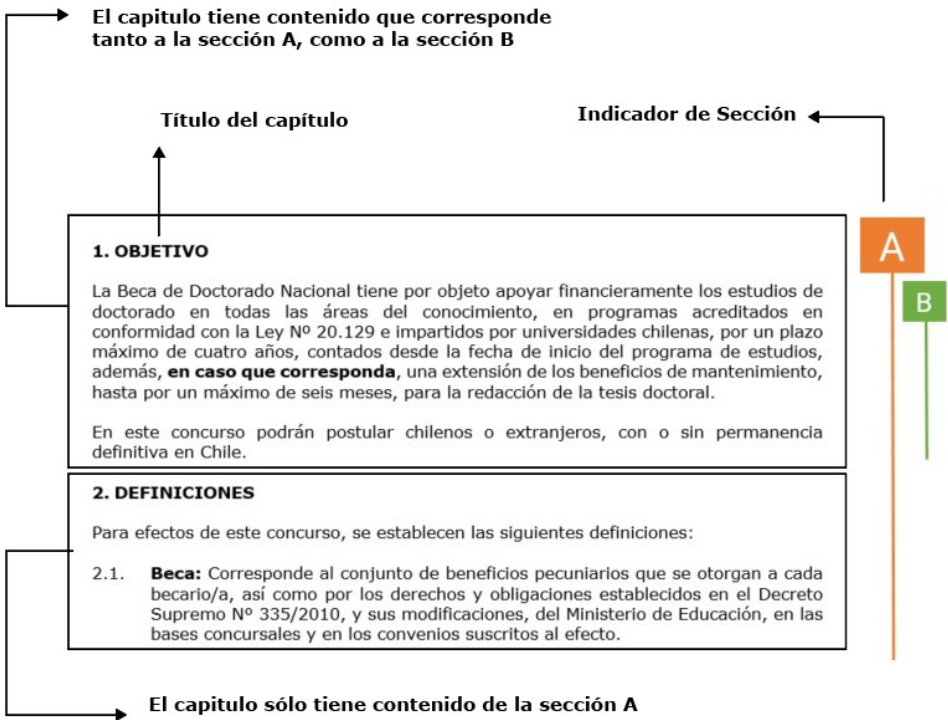 El capitulo tiene contenido que corresponde
tanto a la sección A, como a la sección B
Título del capítulo
Indicador de Sección
A
B
1. OBJETIVO
La Beca de Doctorado Nacional tiene por objeto apoyar financieramente los estudios de
doctorado en todas las áreas del conocimiento, en programas acreditados en
conformidad con la Ley Nº 20.129 e impartidos por universidades chilenas, por un plazo
máximo de cuatro años, contados desde la fecha de inicio del programa de estudios,
además, en caso que corresponda, una extensión de los beneficios de mantenimiento,
hasta por un máximo de seis meses, para la redacción de la tesis doctoral.
En este concurso podrán postular chilenos o extranjeros, con o sin permanencia
definitiva en Chile.
2. DEFINICIONES
Para efectos de este concurso, se establecen las siguientes definiciones:
2.1. Beca: Corresponde al conjunto de beneficios pecuniarios que se otorgan a cada
becario/a, así como por los derechos y obligaciones establecidos en el Decreto
Supremo Nº 335/2010, y sus modificaciones, del Ministerio de Educación, en las
bases concursales y en los convenios suscritos al efecto.
El capitulo sólo tiene contenido de la sección A